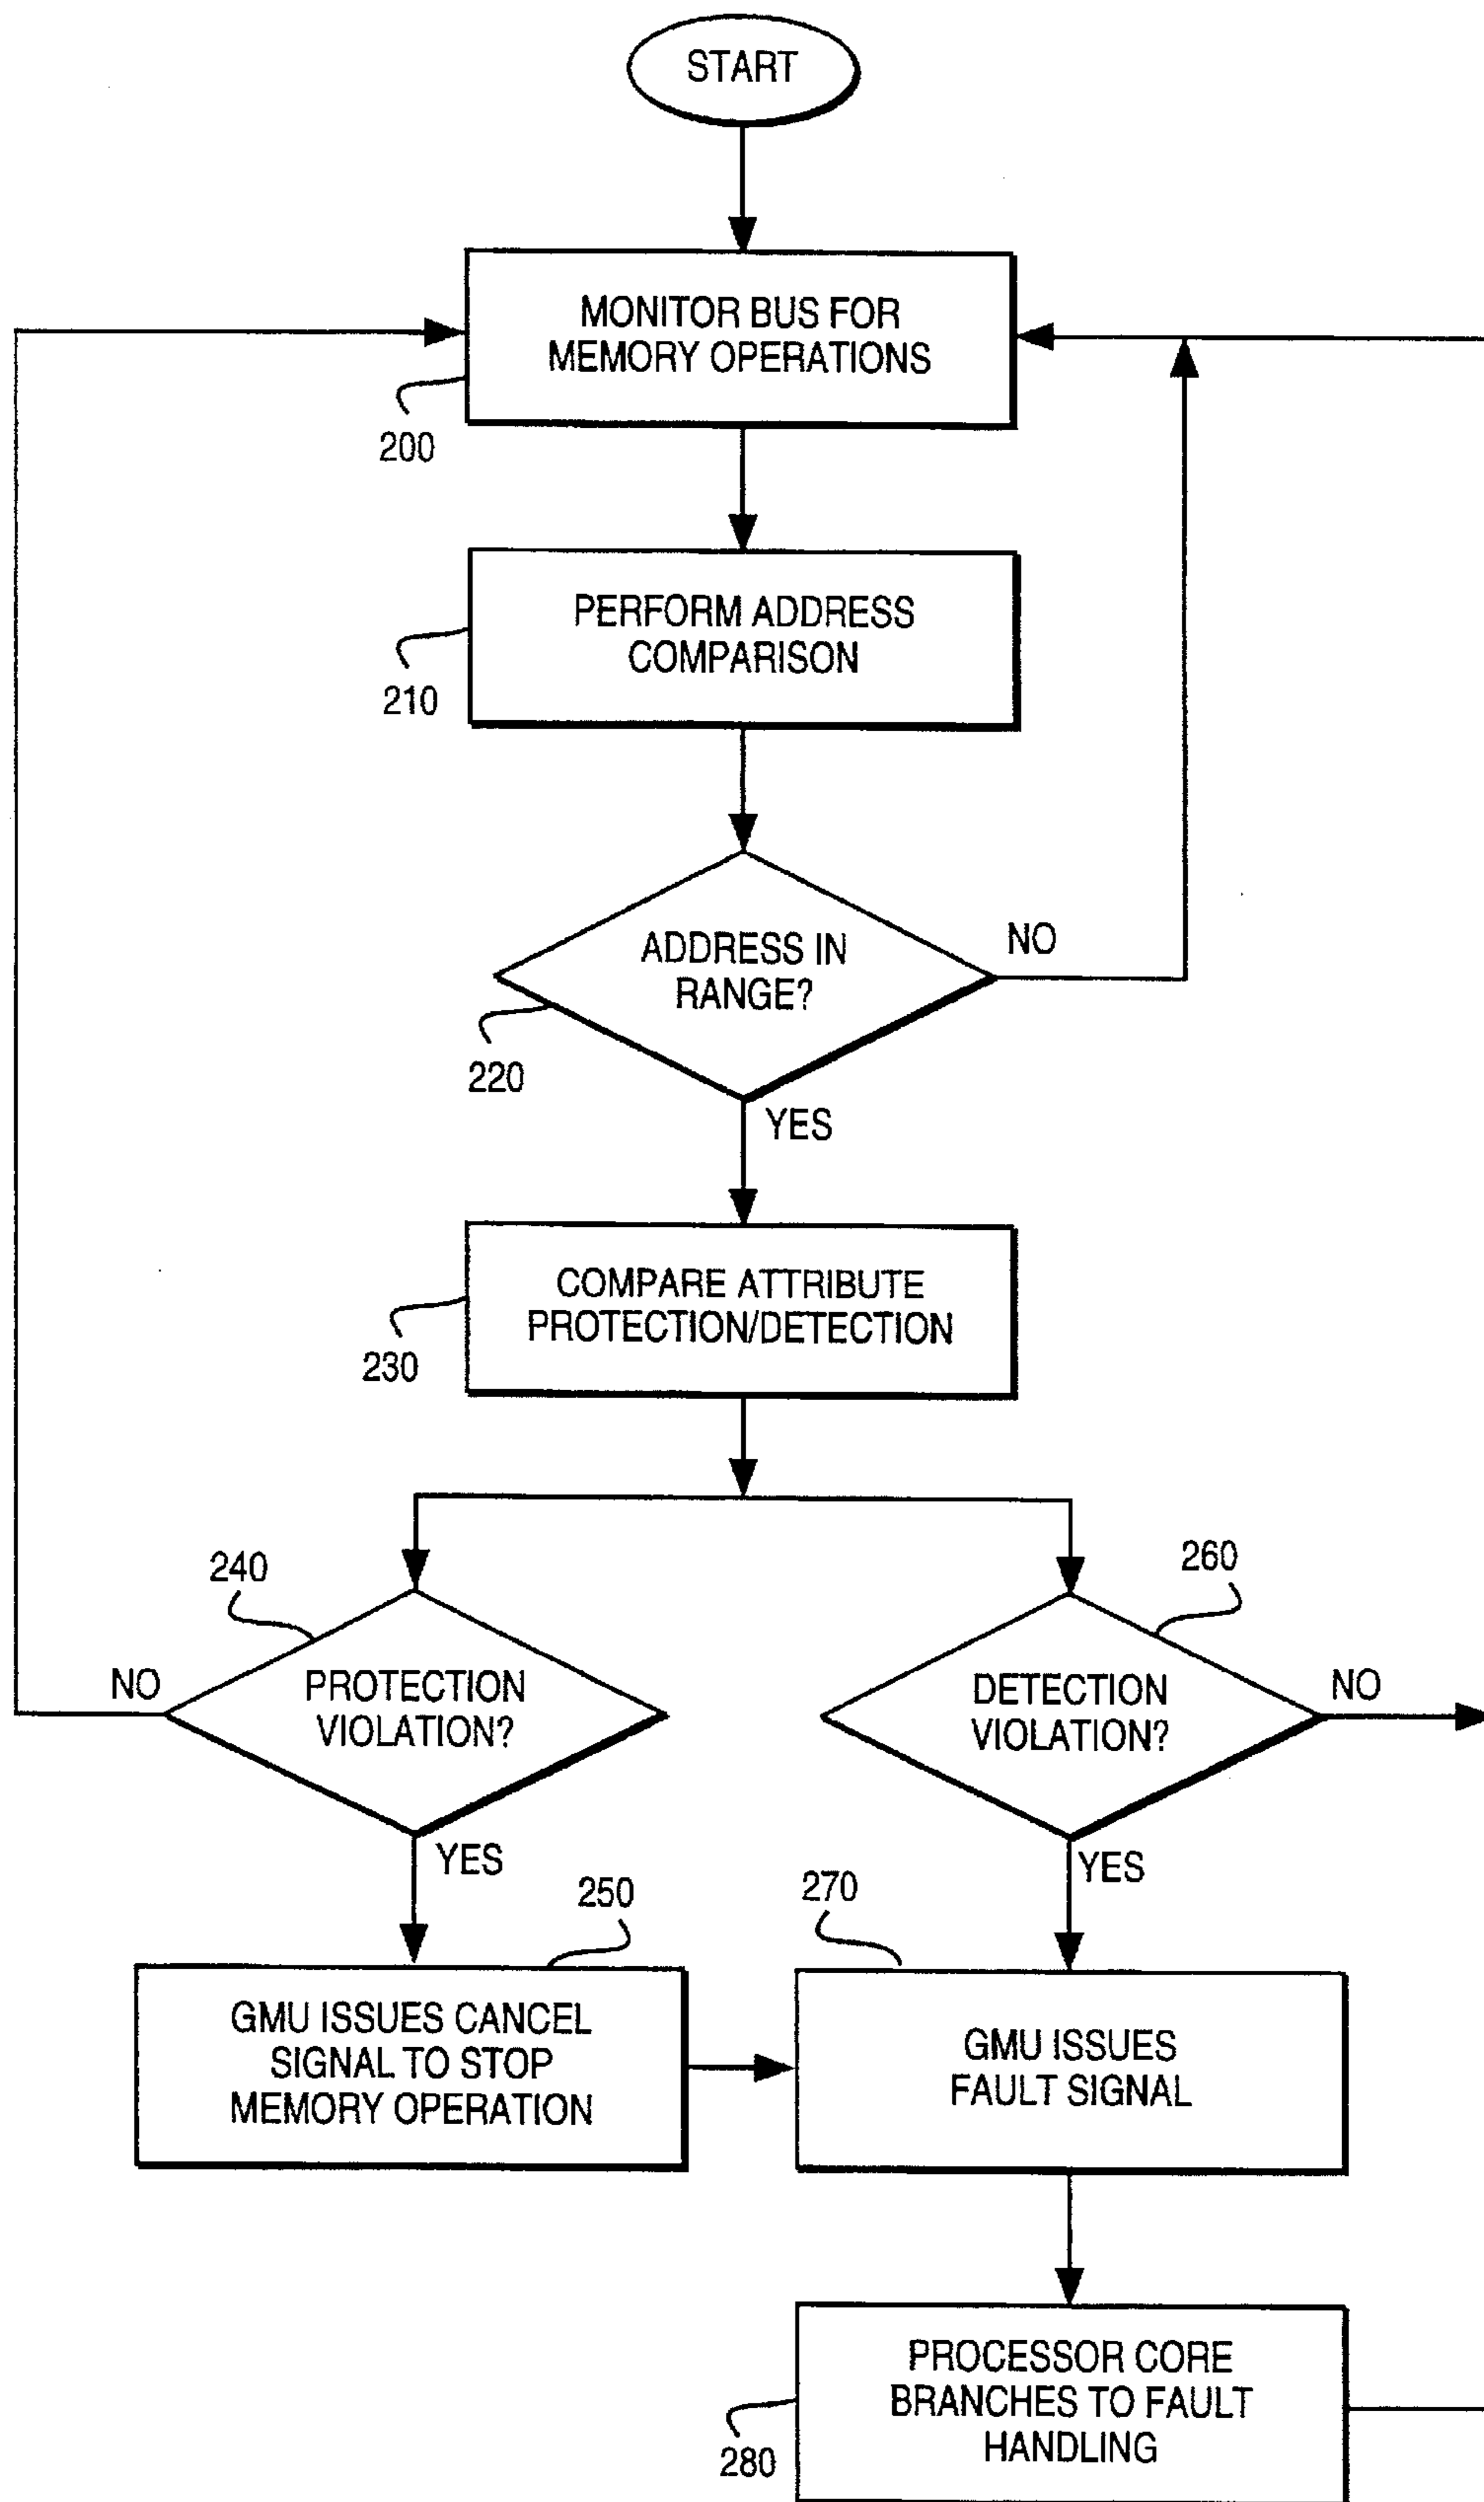 START
MONITOR BUS FOR
MEMORY OPERATIONS
200
PERFORM ADDRESS
COMPARISON
210
ADDRESS IN
RANGE?
NO
220
YES
COMPARE ATTRIBUTE
PROTECTION/DETECTION
230
240
260
NO
PROTECTION
VIOLATION?
DETECTION
VIOLATION?
NO
YES
YES
250
270
GMU ISSUES CANCEL
SIGNAL TO STOP
MEMORY OPERATION
GMU ISSUES
FAULT SIGNAL
PROCESSOR CORE
BRANCHES TO FAULT
HANDLING
280